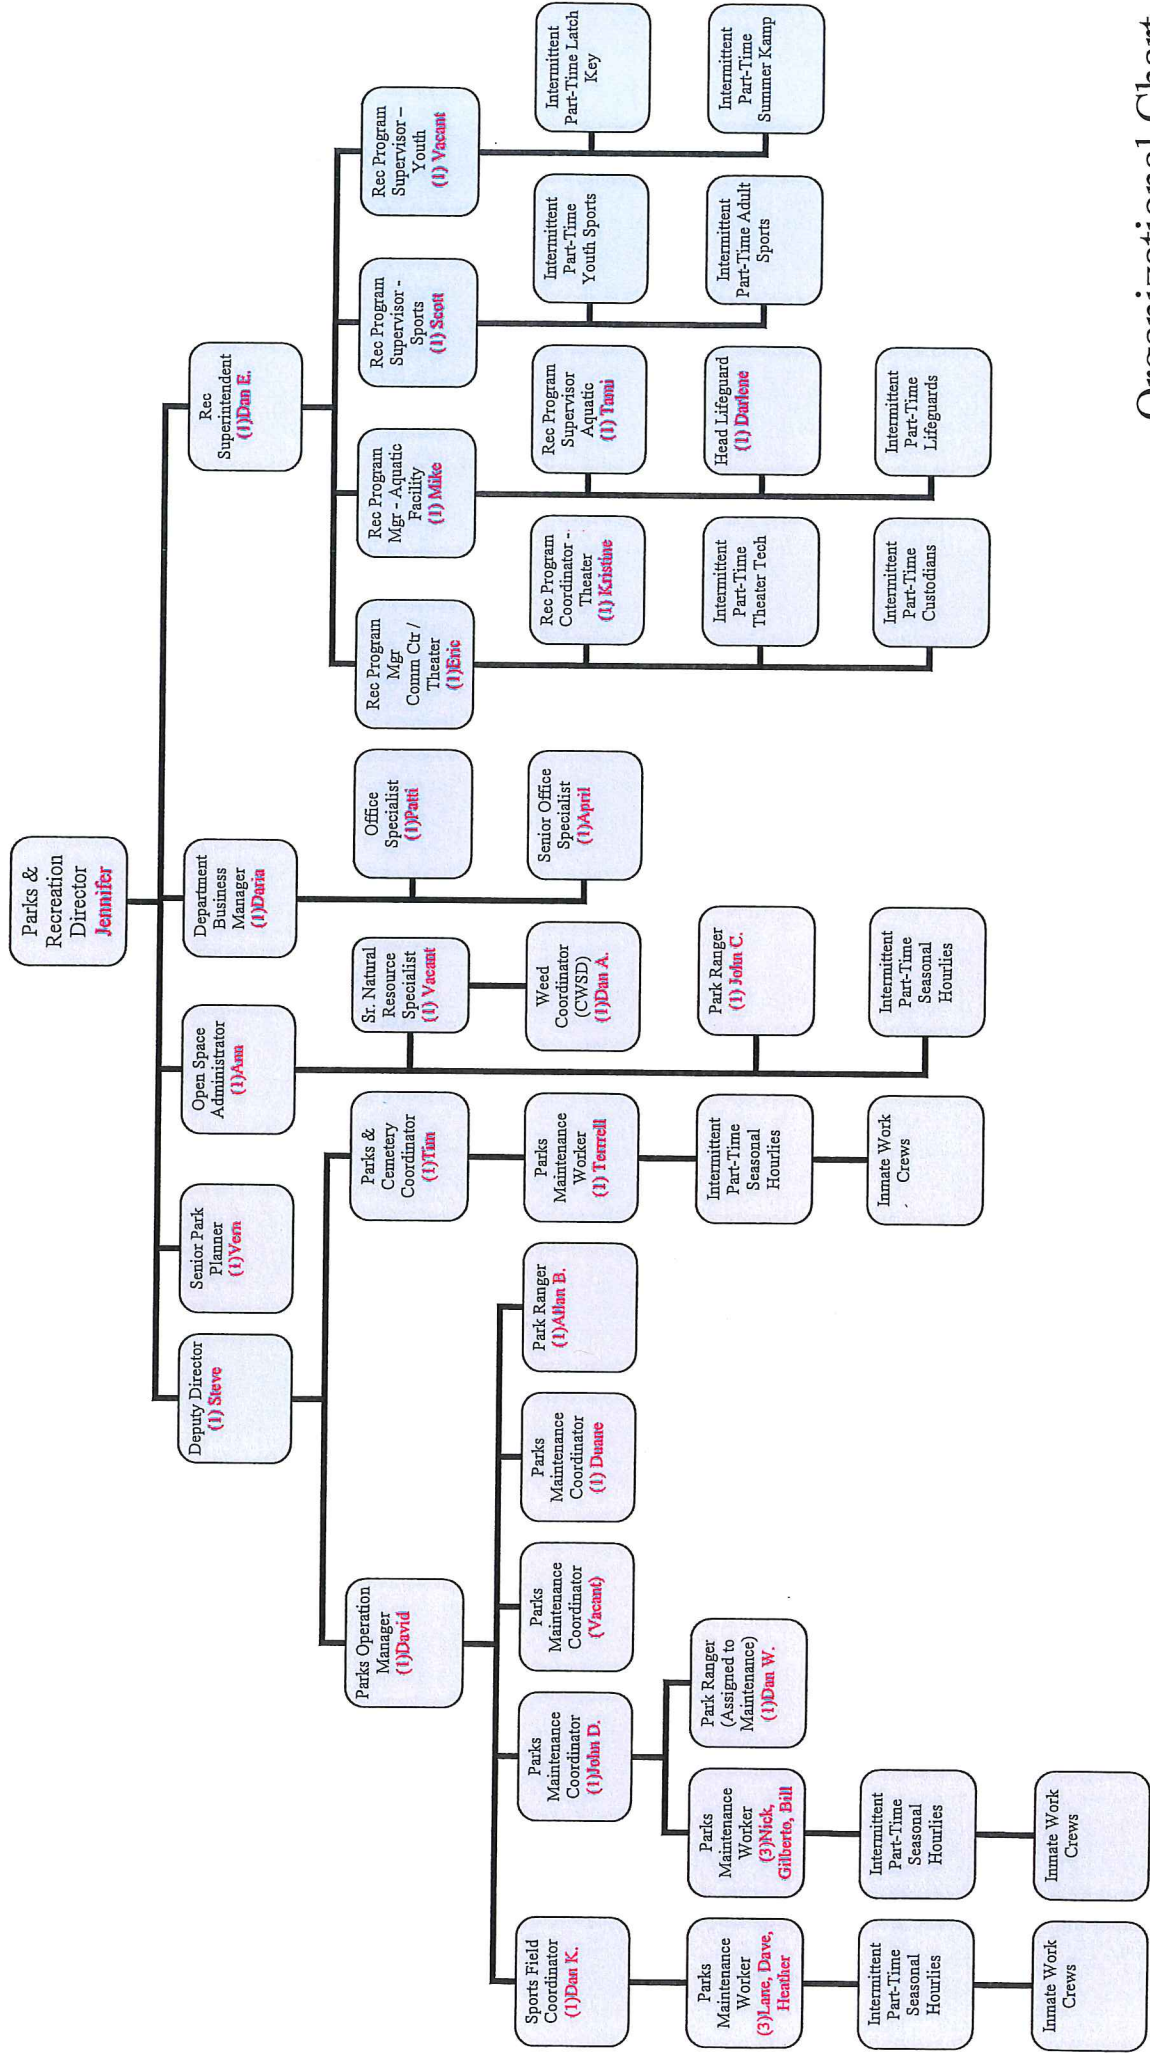 Parks &
Recreation
Director
Jennifer
Deputy Director
(1) Steve
Senior Park
Planner
(1)Vern
Open Space
Administrator
(1)Ann
Department
Business
Manager
(1)Daria
Rec
Superintendent
(1)Dan E.
Parks Operation
Manager
(1)David
Parks &
Cemetery
Coordinator
(1)Tim
Sr. Natural
Resource
Specialist
(1) Vacant
Office
Specialist
(1)Patti
Rec Program
Mgr
Comm Ctr /
Theater
(1)Eric
Rec Program
Mgr - Aquatic
Facility
(1) Mike
Rec Program
Supervisor -
Sports
(1) Scott
Rec Program
Supervisor –
Youth
(1) Vacant
Sports Field
Coordinator
(1)Dan K.
Parks
Maintenance
Coordinator
(1)John D.
Parks
Maintenance
Coordinator
(Vacant)
Parks
Maintenance
Coordinator
(1) Duane
Park Ranger
(1)Allan B.
Parks
Maintenance
Worker
(1) Terrrell
Weed
Coordinator
(CWSD)
(1)Dan A.
Senior Office
Specialist
(1)April
Rec Program
Coordinator -
Theater
(1) Kristine
Rec Program
Supervisor
Aquatic
(1) Tami
Intermittent
Part-Time
Youth Sports
Intermittent
Part-Time Latch
Key
Parks
Maintenance
Worker
(3)Lane, Dave,
Heather
Parks
Maintenance
Worker
(3)Nick,
Gilberto, Bill
Park Ranger
(Assigned to
Maintenance)
(1)Dan W.
Intermittent
Part-Time
Seasonal
Hourlies
Park Ranger
(1) John C.
Intermittent
Part-Time
Theater Tech
Head Lifeguard
(1) Darlene
Intermittent
Part-Time Adult
Sports
Intermittent
Part-Time
Summer Kamp
Intermittent
Part-Time
Seasonal
Hourlies
Intermittent
Part-Time
Seasonal
Hourlies
Inmate Work
Crews
Intermittent
Part-Time
Seasonal
Hourlies
Intermittent
Part-Time
Custodians
Intermittent
Part-Time
Lifeguards
Inmate Work
Crews
Inmate Work
Crews
Organizational Chart